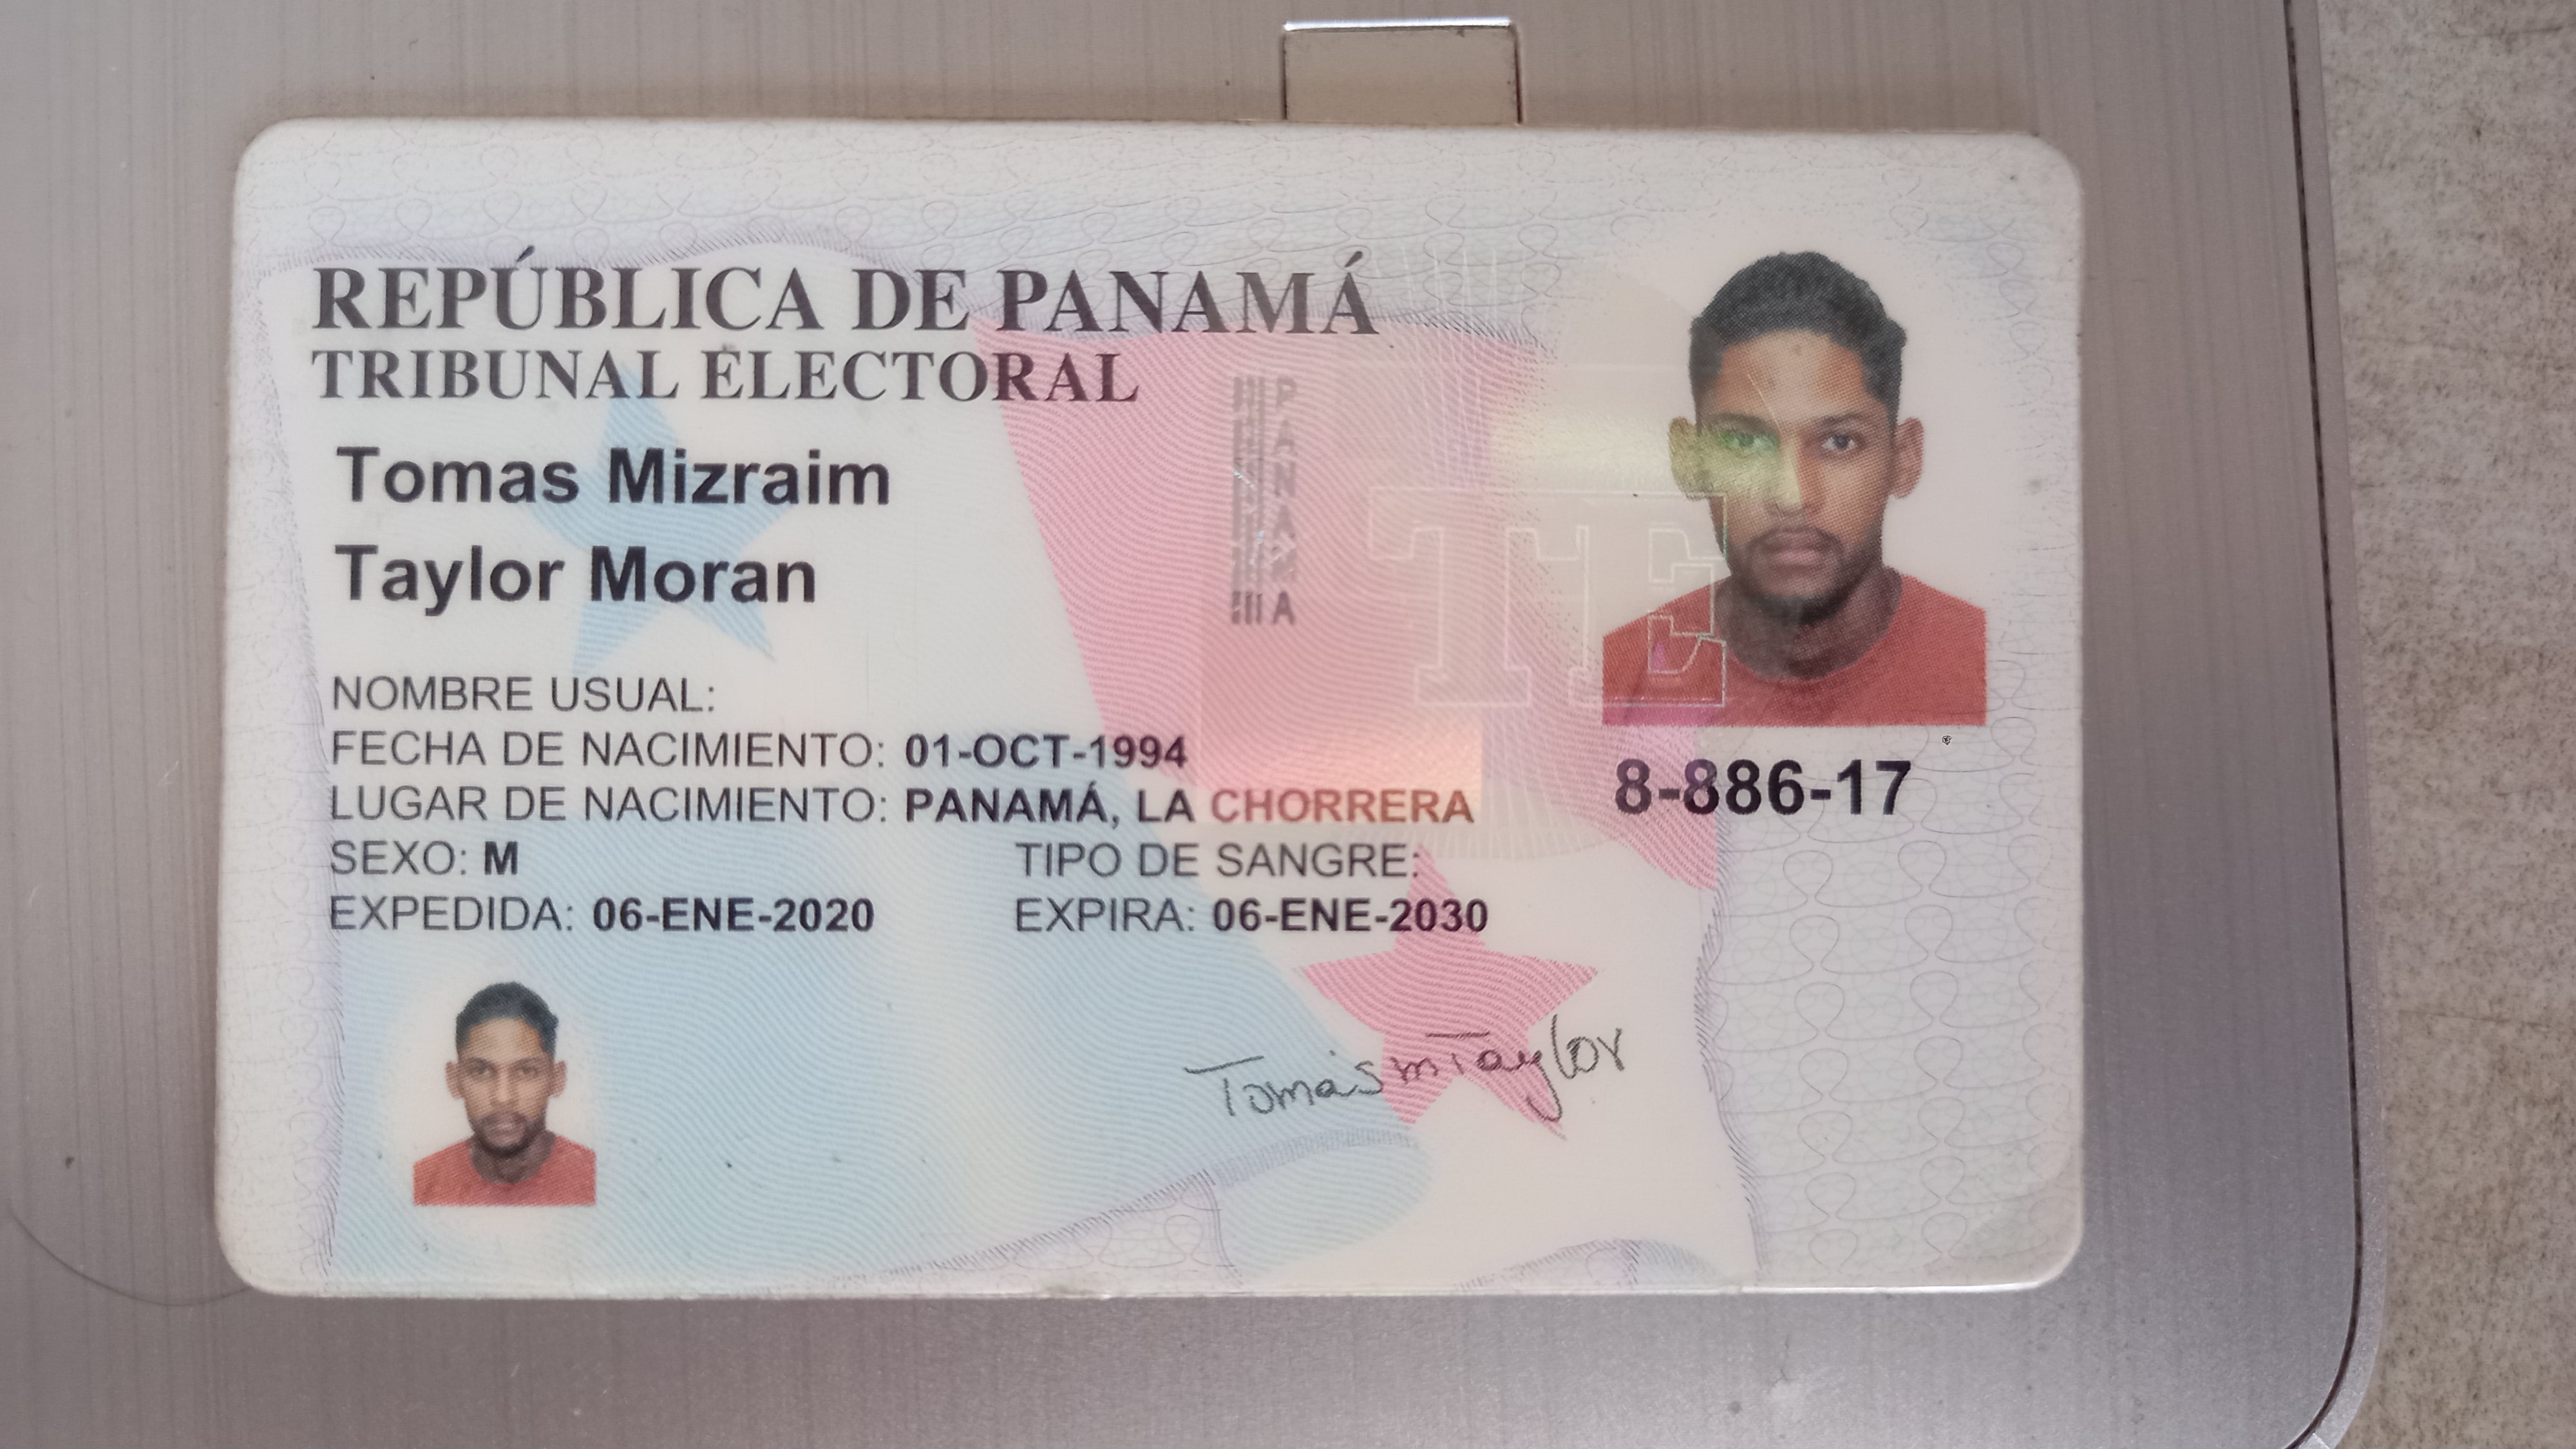 REPÚBLICA DE PANAMÁ
TRIBUNAL ELECTORAL
Tomas Mizraim
Taylor Moran
NOMBRE USUAL:
FECHA DE NACIMIENTO: 01-OCT-1994
LUGAR DE NACIMIENTO: PANAMÁ, LA CHORRERA
SEXO: M
TIPO DE SANGRE:
EXPEDIDA: 06-ENE-2020
EXPIRA: 06-ENE-2030
PANAMA
TE
8-886-17
Tomás m Taylor